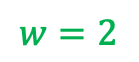 w = 2